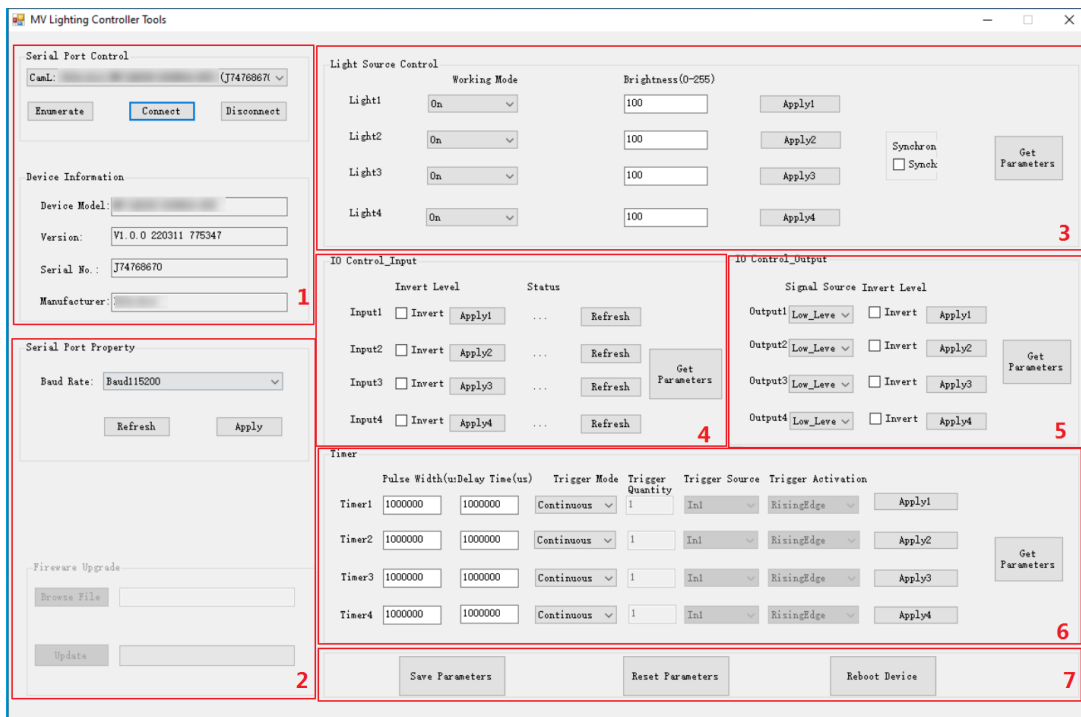 MV Lighting Controller Tools
Serial Port Control
CamL: (J7476867(
Enumerate Connect Disconnect
Device Information
Device Model:
Version: V1.0.0 220311 775347
Serial No.: J74768670
Manufacturer:
1
Serial Port Property
Baud Rate: Baud115200
Refresh Apply
Fireware Upgrade
Browse File
Update
2
Light Source Control
Working Mode Brightness(0-255)
Light1 On 100 Apply1
Light2 On 100 Apply2
Light3 On 100 Apply3
Light4 On 100 Apply4
Synchron
Synch
Get
Parameters
3
IO Control_Input
Invert Level Status
Input1 Invert Apply1 ... Refresh
Input2 Invert Apply2 ... Refresh
Input3 Invert Apply3 ... Refresh
Input4 Invert Apply4 ... Refresh
Get
Parameters
4
IO Control_Output
Signal Source Invert Level
Output1 Low_Leve Invert Apply1
Output2 Low_Leve Invert Apply2
Output3 Low_Leve Invert Apply3
Output4 Low_Leve Invert Apply4
Get
Parameters
5
Timer
Pulse Width(us Delay Time(us) Trigger Mode Trigger Quantity Trigger Source Trigger Activation
Timer1 1000000 1000000 Continuous 1 In1 RisingEdge Apply1
Timer2 1000000 1000000 Continuous 1 In1 RisingEdge Apply2
Timer3 1000000 1000000 Continuous 1 In1 RisingEdge Apply3
Timer4 1000000 1000000 Continuous 1 In1 RisingEdge Apply4
Get
Parameters
6
Save Parameters Reset Parameters Reboot Device
7